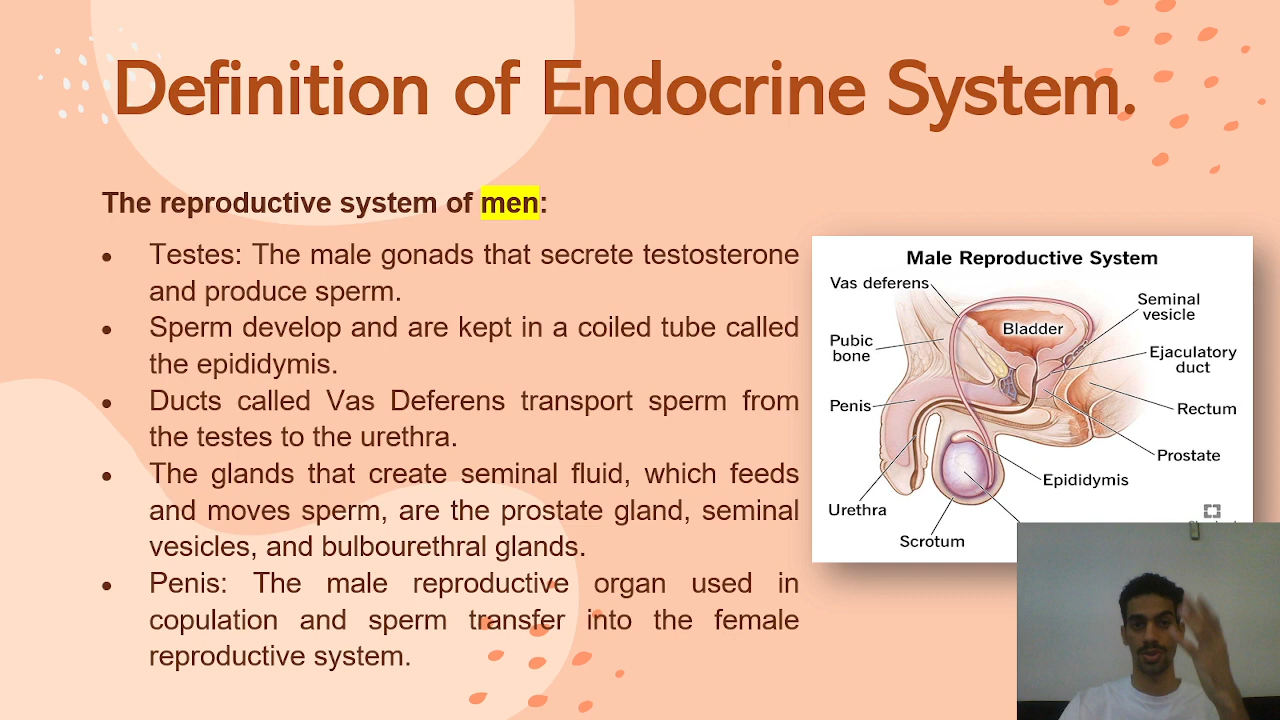 Definition of Endocrine System.
The reproductive system of men:
• Testes: The male gonads that secrete testosterone
and produce sperm.
• Sperm develop and are kept in a coiled tube called
the epididymis.
• Ducts called Vas Deferens transport sperm from
the testes to the urethra.
• The glands that create seminal fluid, which feeds
and moves sperm, are the prostate gland, seminal
vesicles, and bulbourethral glands.
• Penis: The male reproductive organ used in
copulation and sperm transfer into the female
reproductive system.
Male Reproductive System
Vas deferens
Seminal
vesicle
Bladder
Pubic
bone
Ejaculatory
duct
Penis
Rectum
Prostate
Epididymis
Urethra
Scrotum